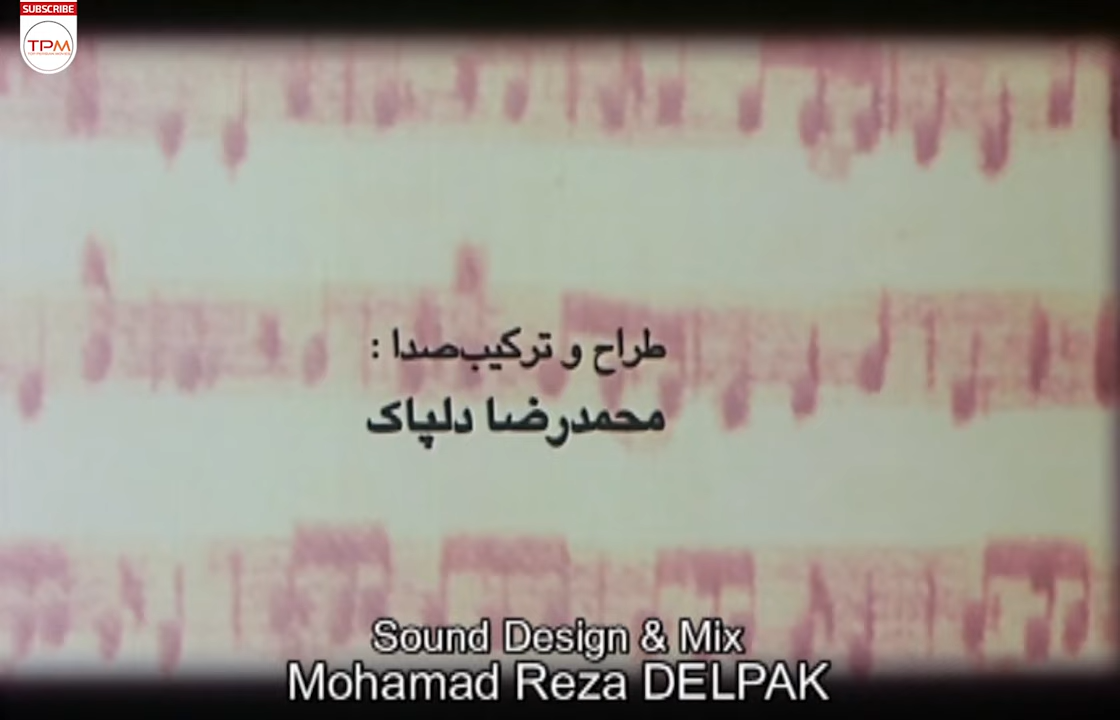 SUBSCRIBE
TPM
طراح و ترکیب‌صدا :
محمدرضا دلپاک
Sound Design & Mix
Mohamad Reza DELPAK